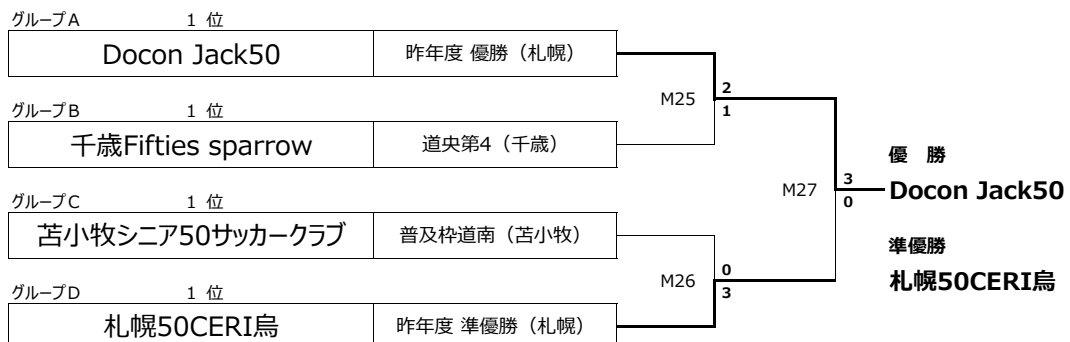 グループA 1 位
Docon Jack50 昨年度 優勝（札幌）
M25 2
1
グループB 1 位
千歳Fifties sparrow 道央第4（千歳）
優 勝
M27 3 Docon Jack50
0
グループC 1 位
苫小牧シニア50サッカークラブ 普及枠道南（苫小牧）
準優勝
M26 0 札幌50CERI烏
3
グループD 1 位
札幌50CERI烏 昨年度 準優勝（札幌）